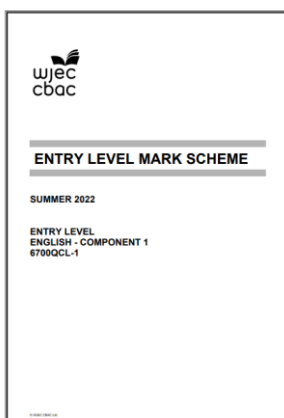 wjec
cbac
ENTRY LEVEL MARK SCHEME
SUMMER 2022
ENTRY LEVEL
ENGLISH - COMPONENT 1
6700QCL-1